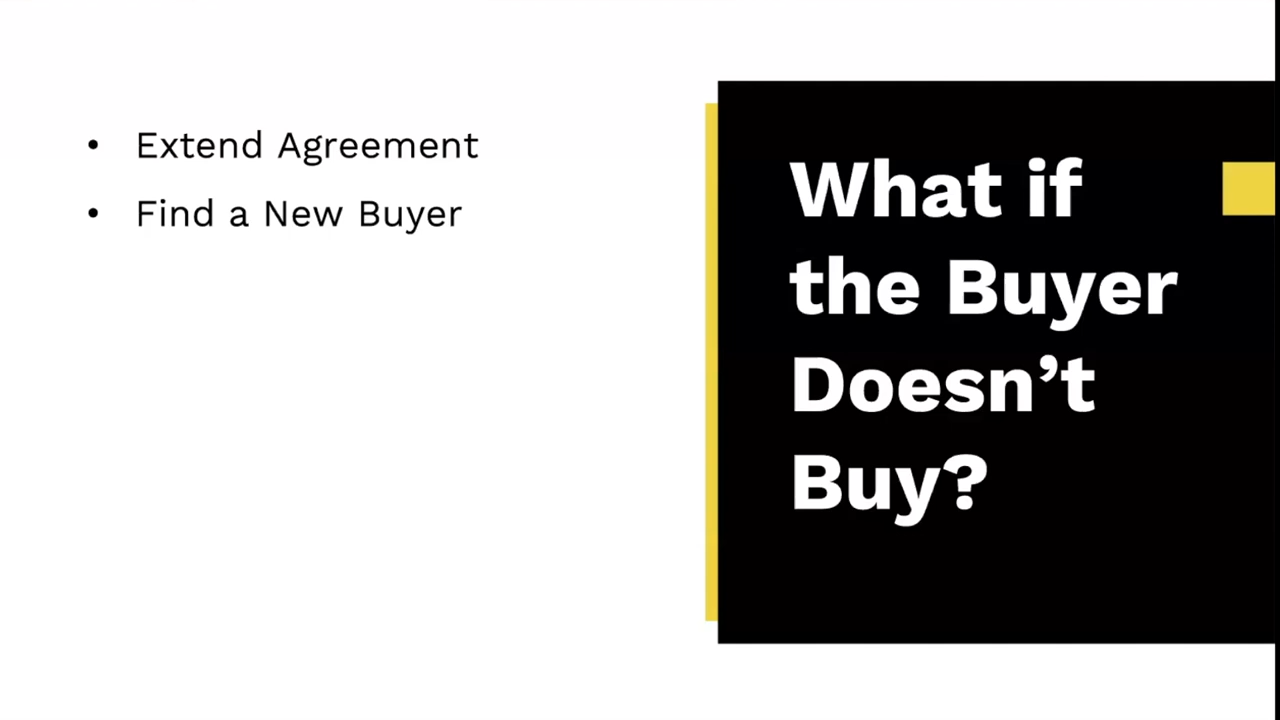 • Extend Agreement
• Find a New Buyer
What if
the Buyer
Doesn’t
Buy?